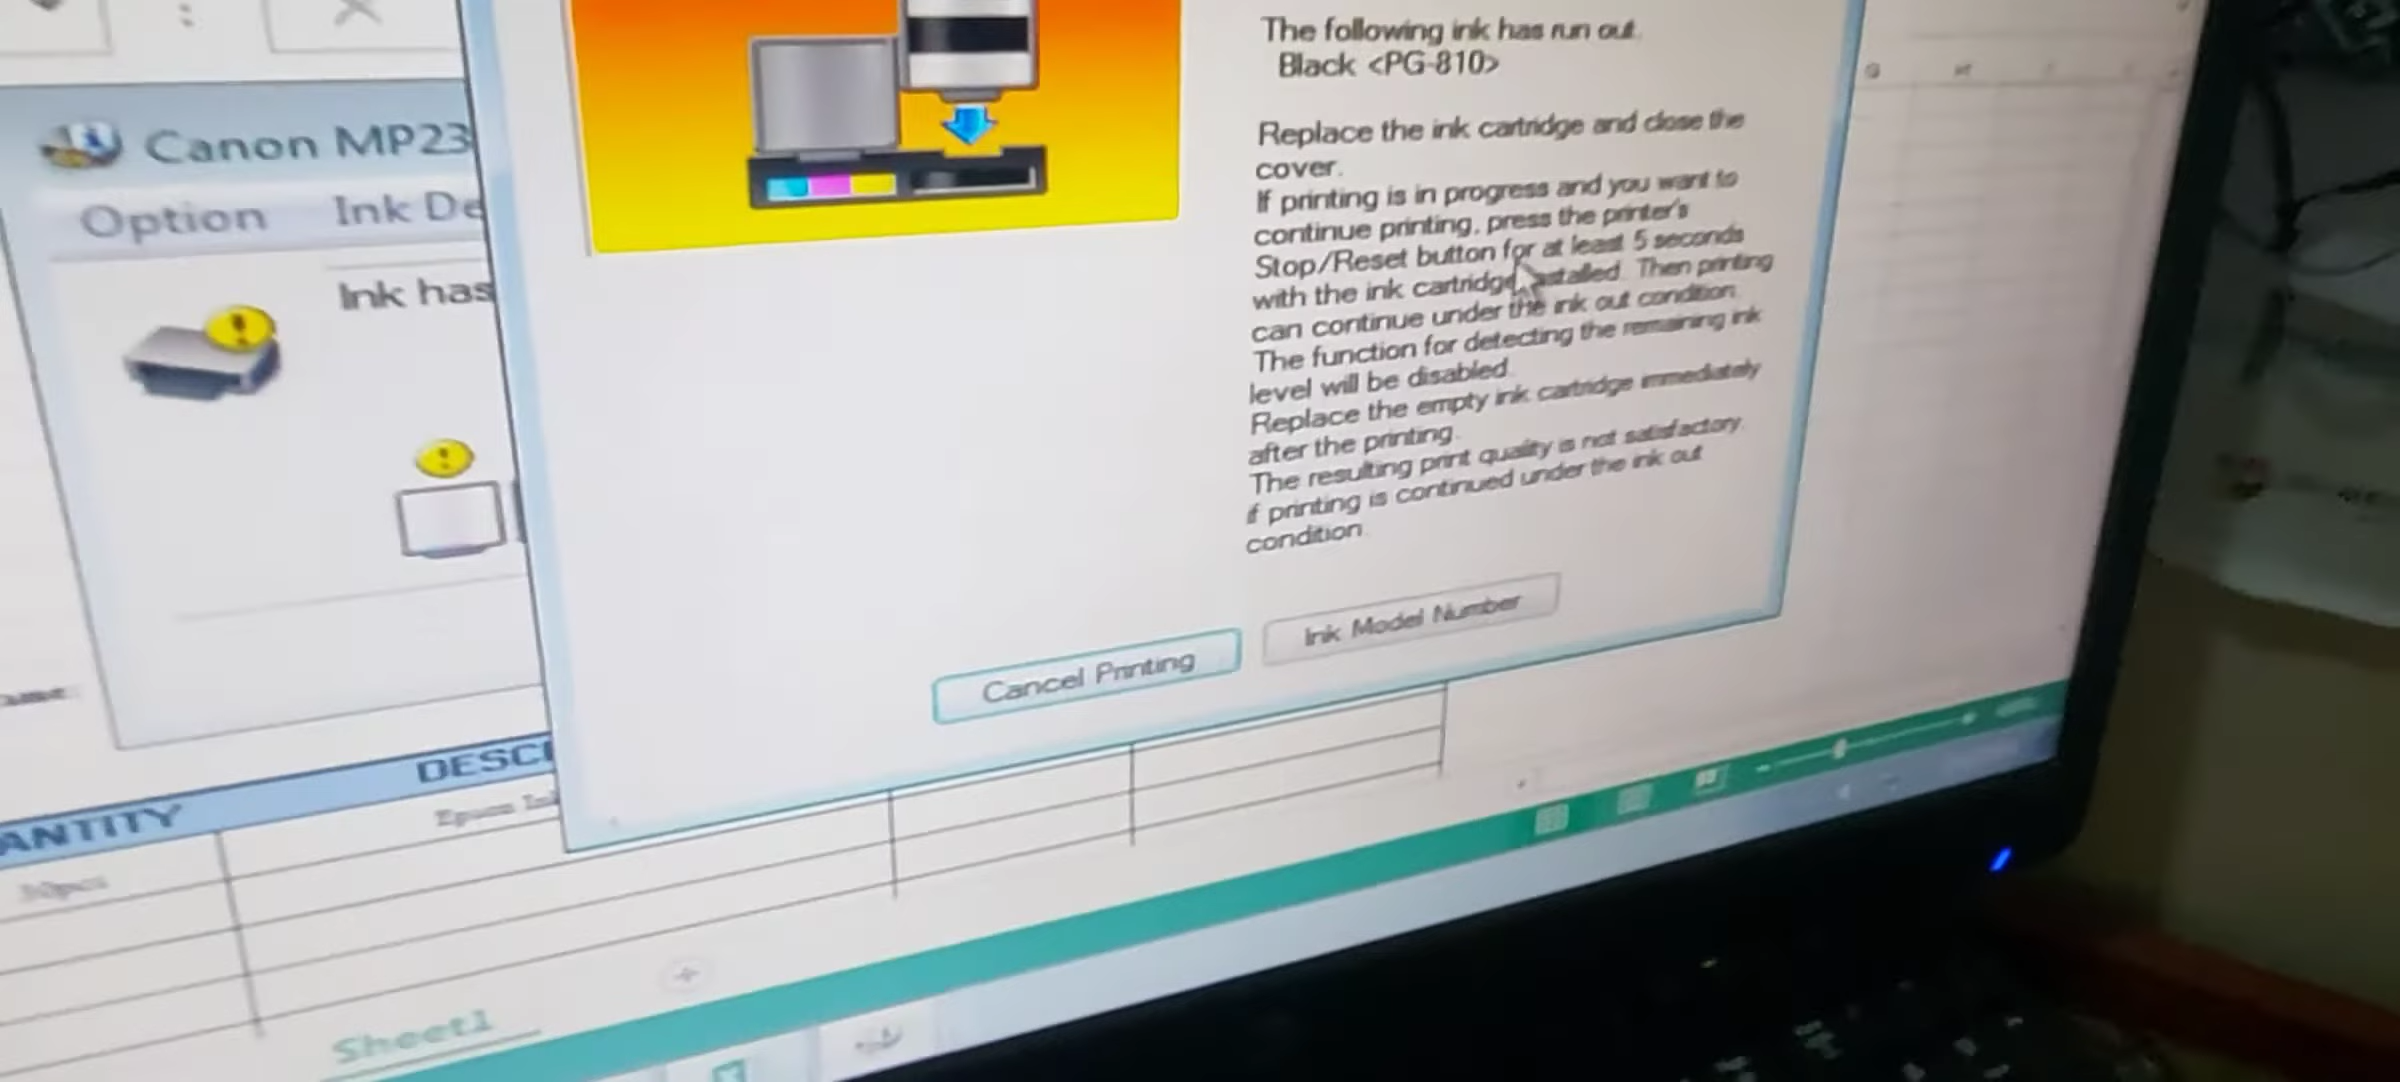 The following ink has run out.
Black <PG-810>
Replace the ink cartridge and close the
cover.
If printing is in progress and you want to
continue printing, press the printer's
Stop/Reset button for at least 5 seconds
with the ink cartridge installed. Then printing
can continue under the ink out condition.
The function for detecting the remaining ink
level will be disabled.
Replace the empty ink cartridge immediately
after the printing.
The resulting print quality is not satisfactory,
if printing is continued under the ink out
condition.
Cancel Printing
Ink Model Number
Canon MP23
Option Ink De
Ink has
ANTITY
DESC
Epson
Sheet1